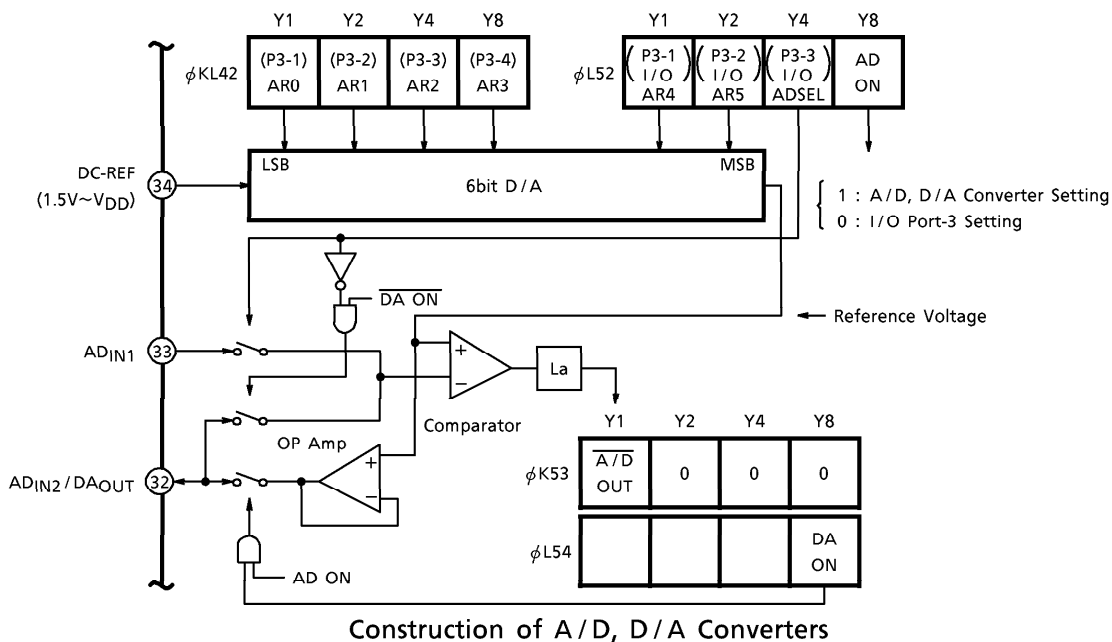 Y1 Y2 Y4 Y8 Y1 Y2 Y4 Y8
ϕKL42
(P3-1) AR0
(P3-2) AR1
(P3-3) AR2
(P3-4) AR3
ϕL52
(P3-1 I/O) AR4
(P3-2 I/O) AR5
(P3-3 I/O) ADSEL
AD ON
DC-REF
(1.5V~VDD)
34
LSB
6bit D/A
MSB
1 : A/D, D/A Converter Setting
0 : I/O Port-3 Setting
DA ON
Reference Voltage
ADIN1
33
+
−
La
Comparator
Y1 Y2 Y4 Y8
OP Amp
+
−
ADIN2/DAOUT
32
ϕK53
A/D OUT
0
0
0
ϕL54
DA ON
AD ON
Construction of A/D, D/A Converters